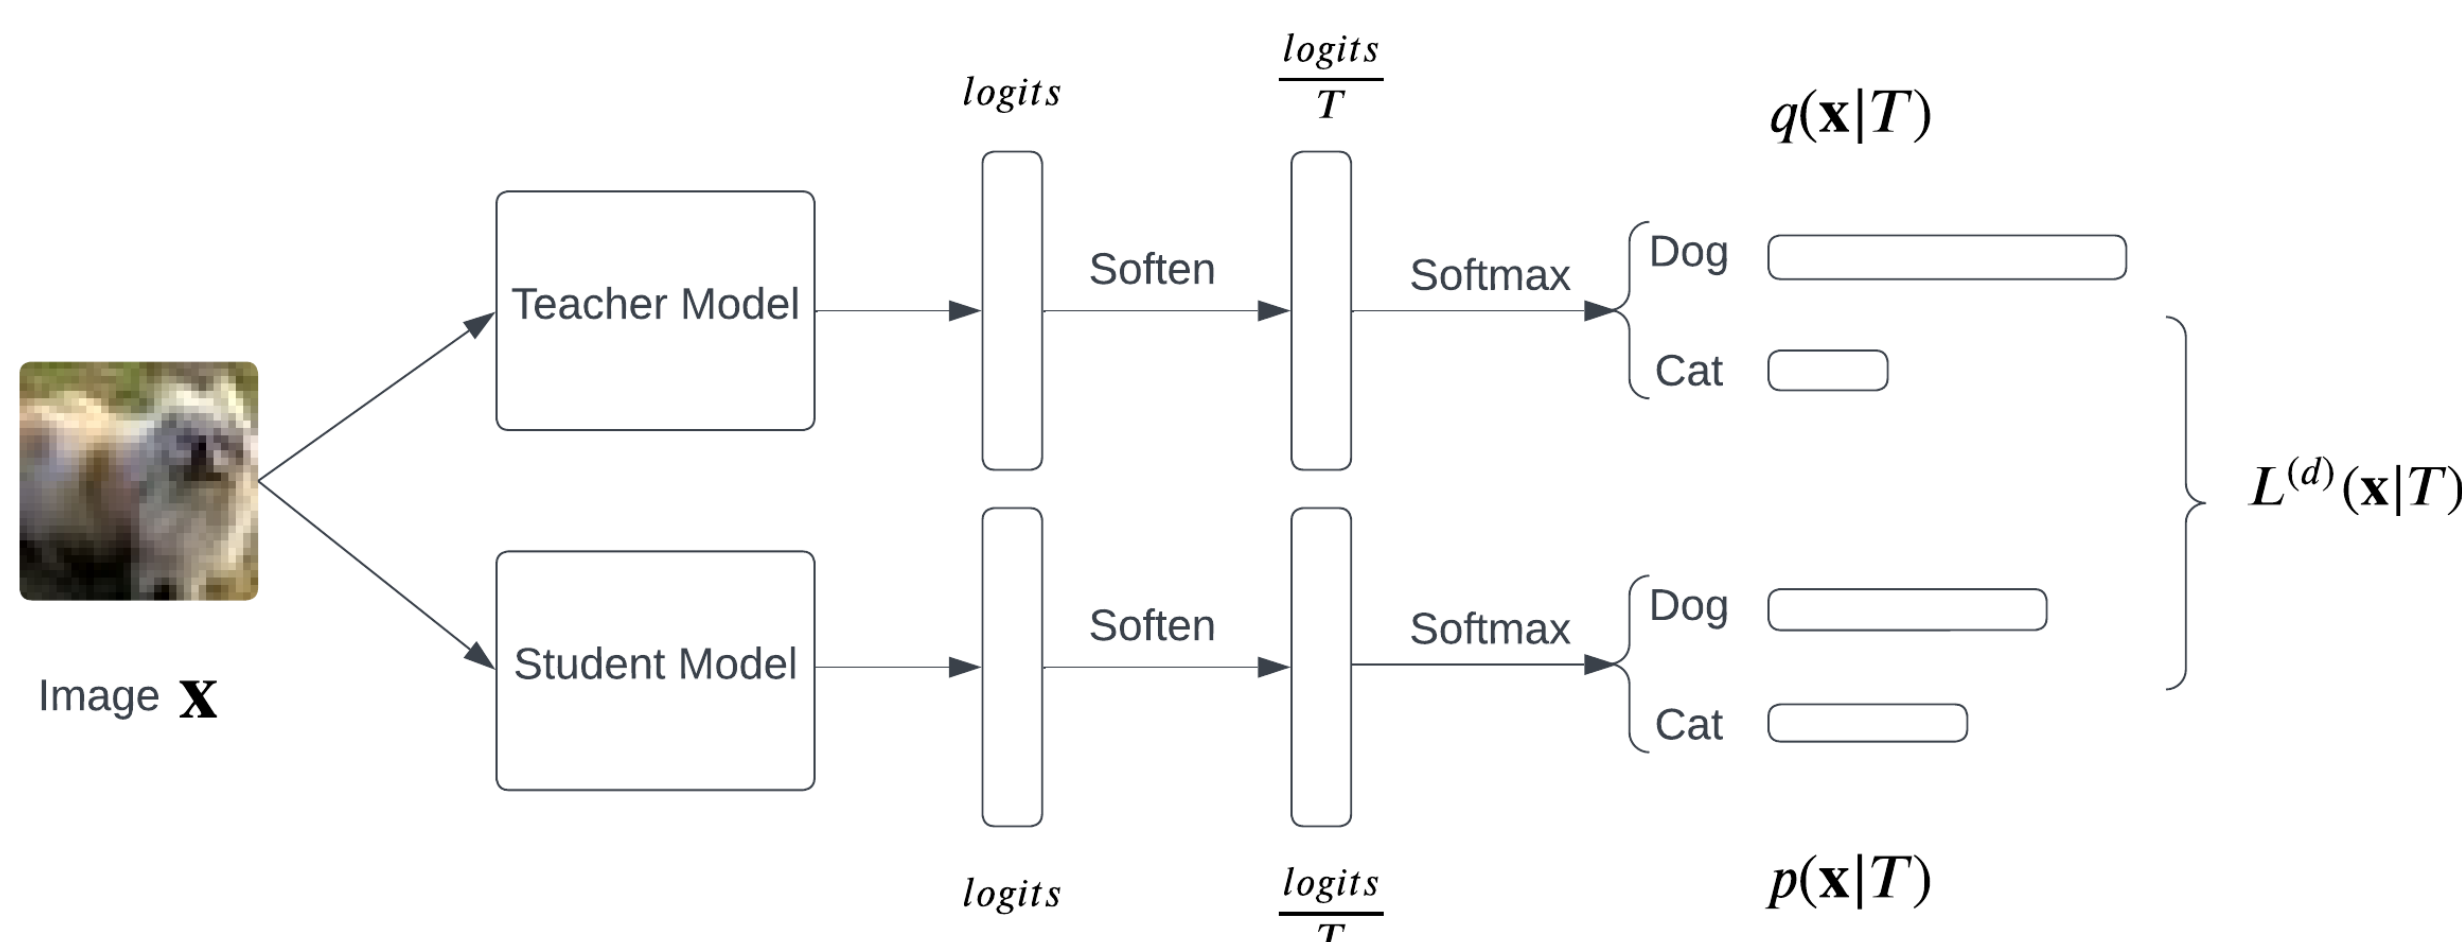 logits
logits
T
q(x|T)
Teacher Model
Soften
Softmax
Dog
Cat
Image x
Student Model
Soften
Softmax
Dog
Cat
L^(d)(x|T)
logits
logits
T
p(x|T)